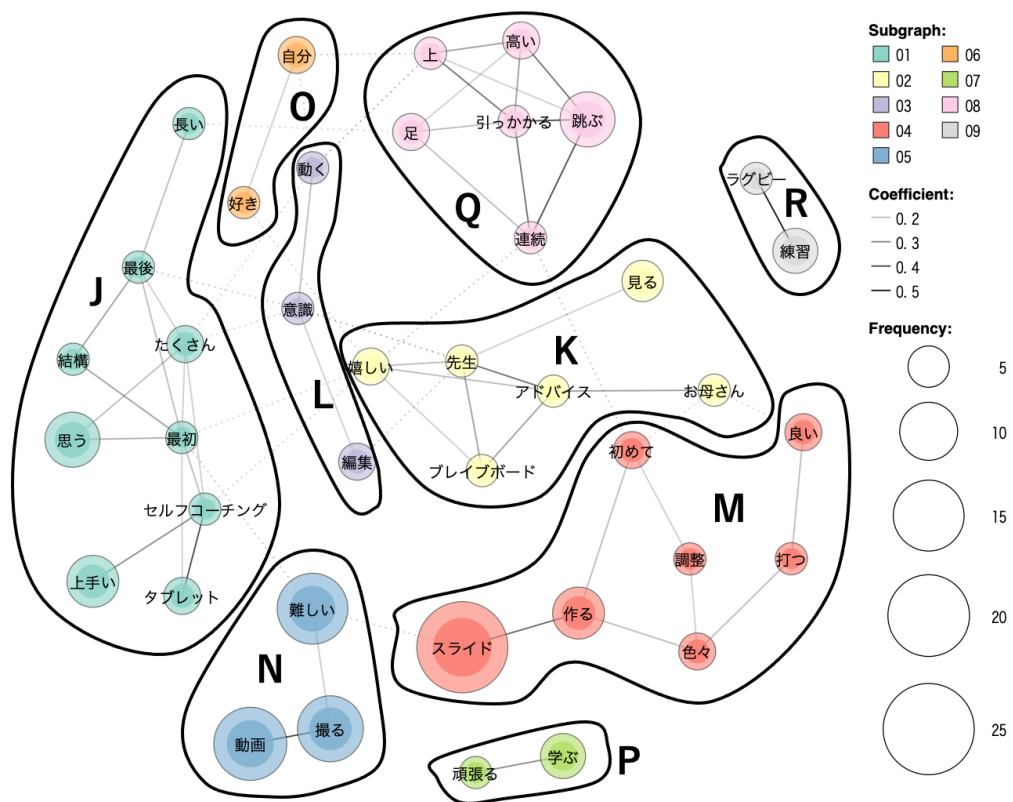 自分
O
好き
上
高い
足
引っかかる
跳ぶ
Q
連続
ラグビー
R
練習
長い
最後
J
結構
たくさん
思う
最初
セルフコーチング
上手い
タブレット
動く
意識
L
編集
見る
K
嬉しい
先生
アドバイス
お母さん
ブレイブボード
初めて
良い
M
調整
打つ
作る
スライド
色々
難しい
N
動画
撮る
学ぶ
P
頑張る
Subgraph:
01 06
02 07
03 08
04 09
05
Coefficient:
0.2
0.3
0.4
0.5
Frequency:
5
10
15
20
25